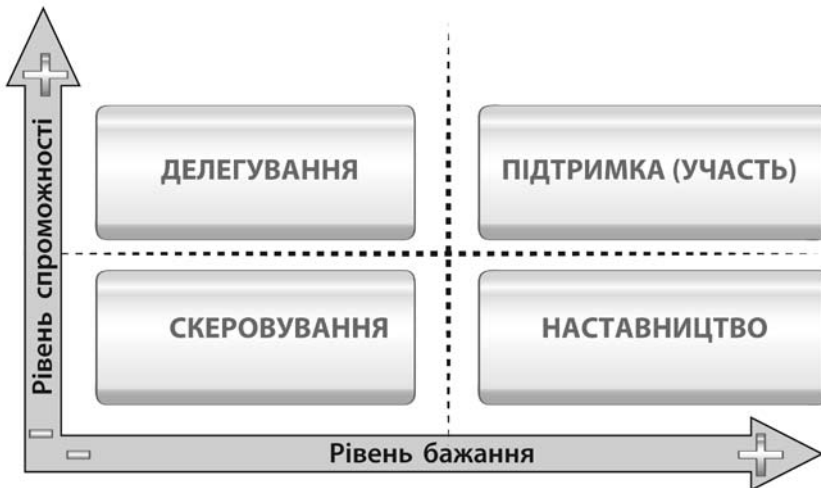 +
Рівень спроможності
ДЕЛЕГУВАННЯ
ПІДТРИМКА (УЧАСТЬ)
СКЕРОВУВАННЯ
НАСТАВНИЦТВО
−
−
Рівень бажання
+